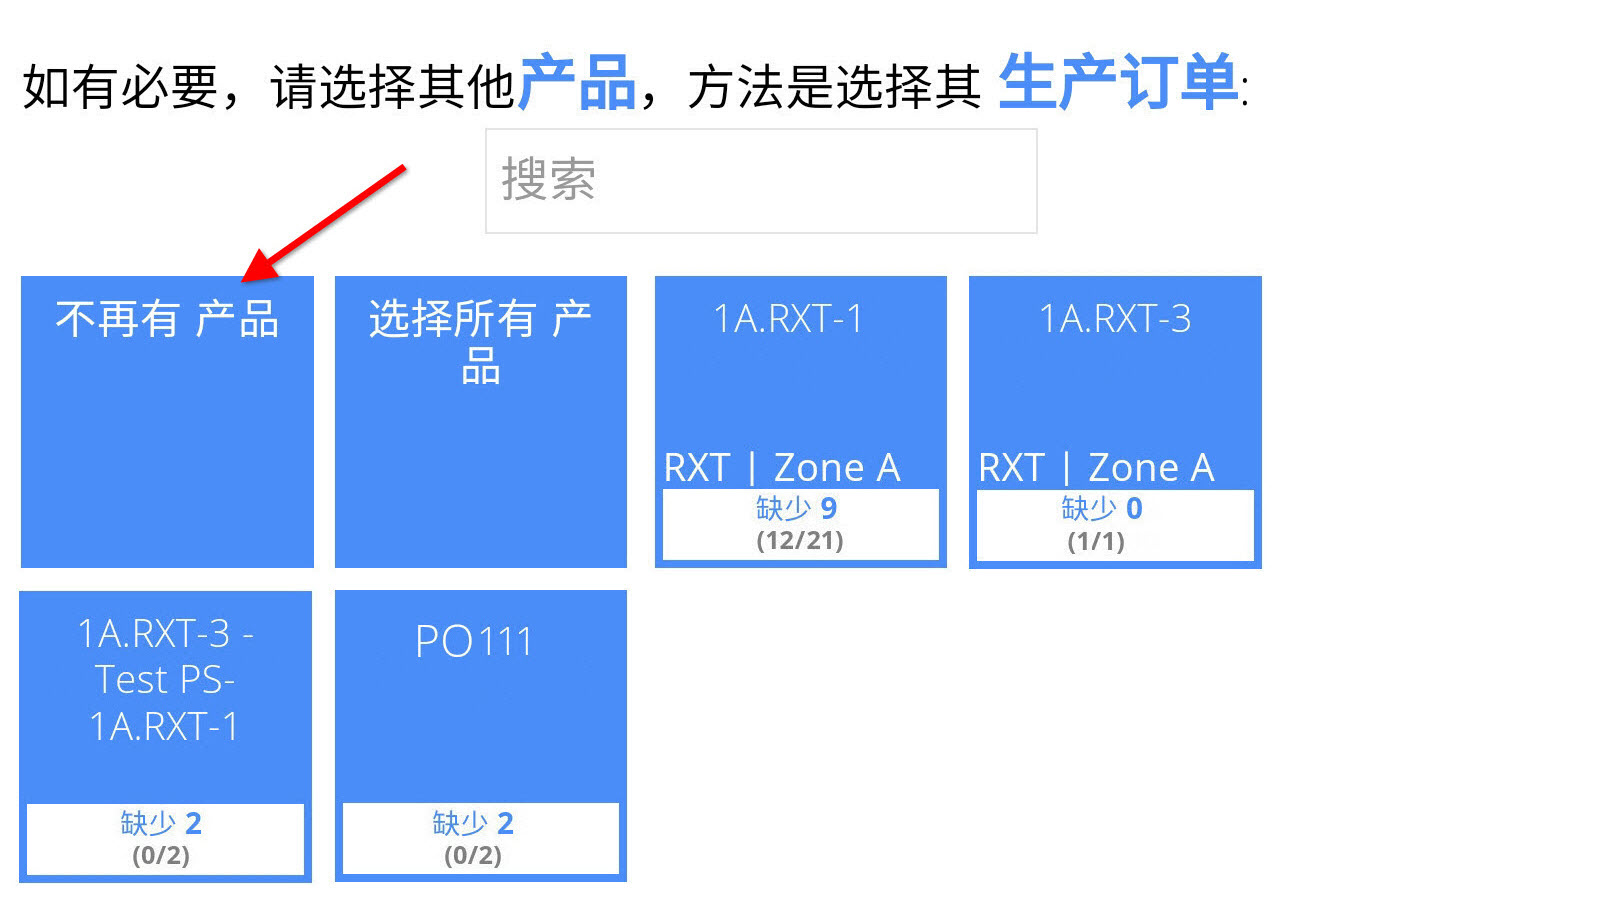 如有必要，请选择其他产品，方法是选择其 生产订单:
搜索
不再有 产品
选择所有 产
品
1A.RXT-1
RXT | Zone A
缺少 9
(12/21)
1A.RXT-3
RXT | Zone A
缺少 0
(1/1)
1A.RXT-3 -
Test PS-
1A.RXT-1
缺少 2
(0/2)
PO111
缺少 2
(0/2)